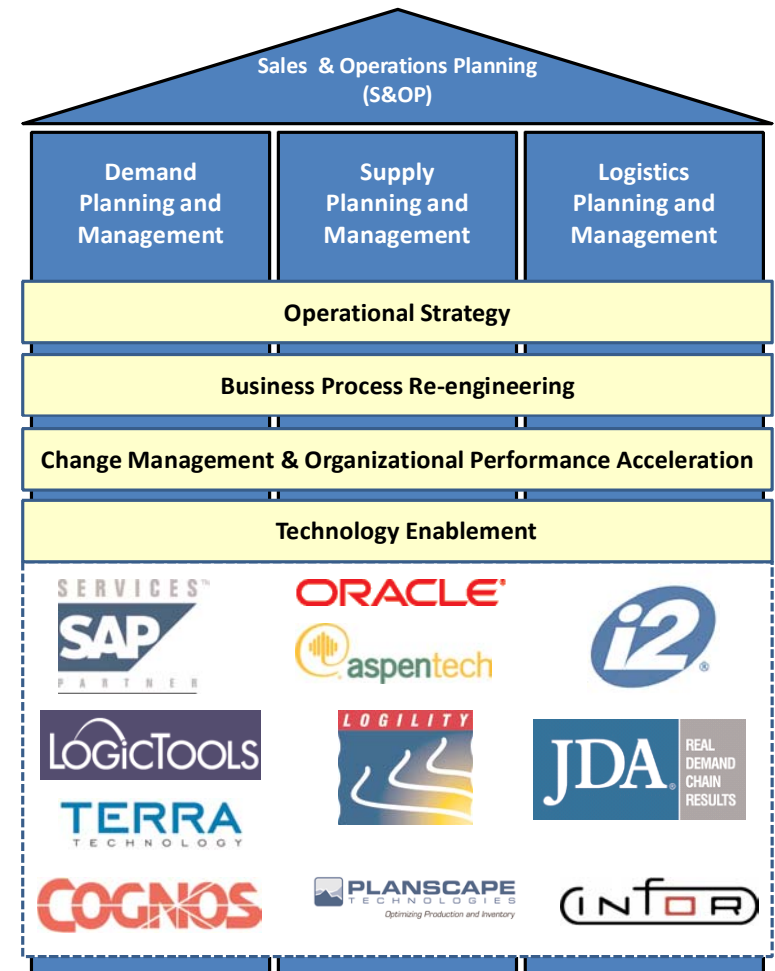 Sales & Operations Planning
(S&OP)
Demand
Planning and
Management
Supply
Planning and
Management
Logistics
Planning and
Management
Operational Strategy
Business Process Re-engineering
Change Management & Organizational Performance Acceleration
Technology Enablement
SERVICES™
SAP
PARTNER
ORACLE®
aspentech
i2®
LOGICTOOLS
LOGILITY
JDA®
REAL
DEMAND
CHAIN
RESULTS
TERRA
TECHNOLOGY
COGNOS
PLANSCAPE
TECHNOLOGIES
Optimizing Production and Inventory
INFOR